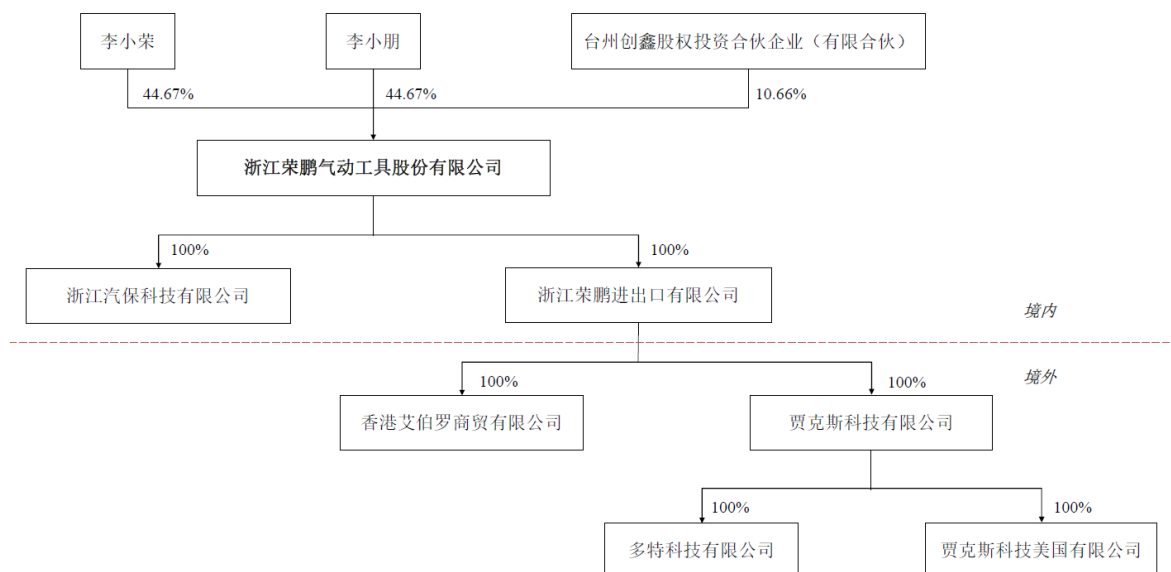 李小荣
李小朋
台州创鑫股权投资合伙企业（有限合伙）
44.67%
44.67%
10.66%
浙江荣鹏气动工具股份有限公司
100%
100%
浙江汽保科技有限公司
浙江荣鹏进出口有限公司
境内
境外
100%
100%
香港艾伯罗商贸有限公司
贾克斯科技有限公司
100%
100%
多特科技有限公司
贾克斯科技美国有限公司